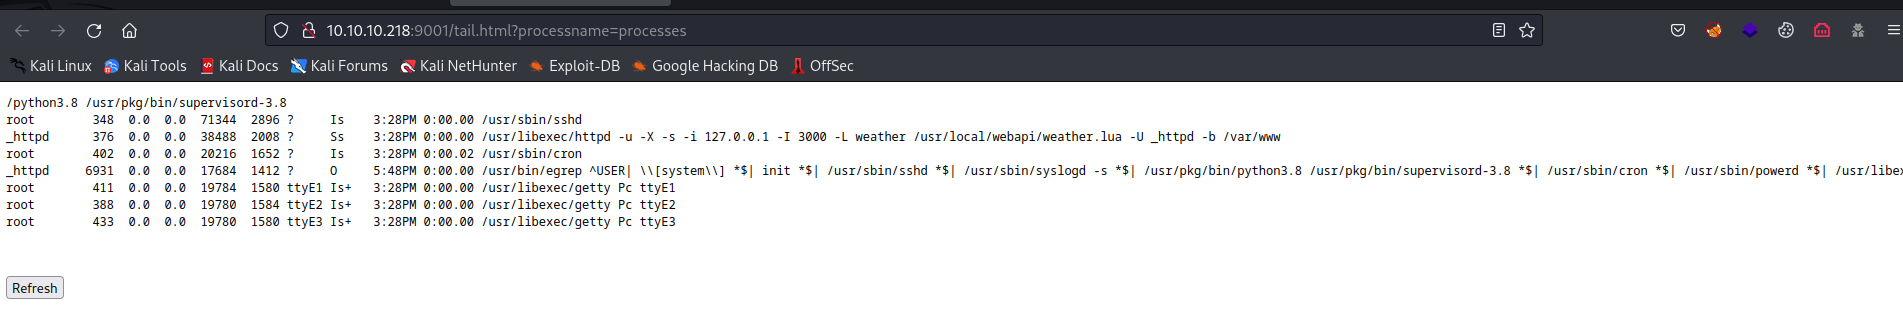 10.10.10.218:9001/tail.html?processname=processes
Kali Linux Kali Tools Kali Docs Kali Forums Kali NetHunter Exploit-DB Google Hacking DB OffSec
/python3.8 /usr/pkg/bin/supervisord-3.8
root 348 0.0 0.0 71344 2896 ? Is 3:28PM 0:00.00 /usr/sbin/sshd
_httpd 376 0.0 0.0 38488 2008 ? Ss 3:28PM 0:00.00 /usr/libexec/httpd -u -X -s -i 127.0.0.1 -I 3000 -L weather /usr/local/webapi/weather.lua -U _httpd -b /var/www
root 402 0.0 0.0 20216 1652 ? Is 3:28PM 0:00.02 /usr/sbin/cron
_httpd 6931 0.0 0.0 17684 1412 ? O 5:48PM 0:00.00 /usr/bin/egrep ^USER| \\[system\\] *$| init *$| /usr/sbin/sshd *$| /usr/sbin/syslogd -s *$| /usr/pkg/bin/python3.8 /usr/pkg/bin/supervisord-3.8 *$| /usr/sbin/cron *$| /usr/sbin/powerd *$| /usr/libex
root 411 0.0 0.0 19784 1580 ttyE1 Is+ 3:28PM 0:00.00 /usr/libexec/getty Pc ttyE1
root 388 0.0 0.0 19780 1584 ttyE2 Is+ 3:28PM 0:00.00 /usr/libexec/getty Pc ttyE2
root 433 0.0 0.0 19780 1580 ttyE3 Is+ 3:28PM 0:00.00 /usr/libexec/getty Pc ttyE3
Refresh